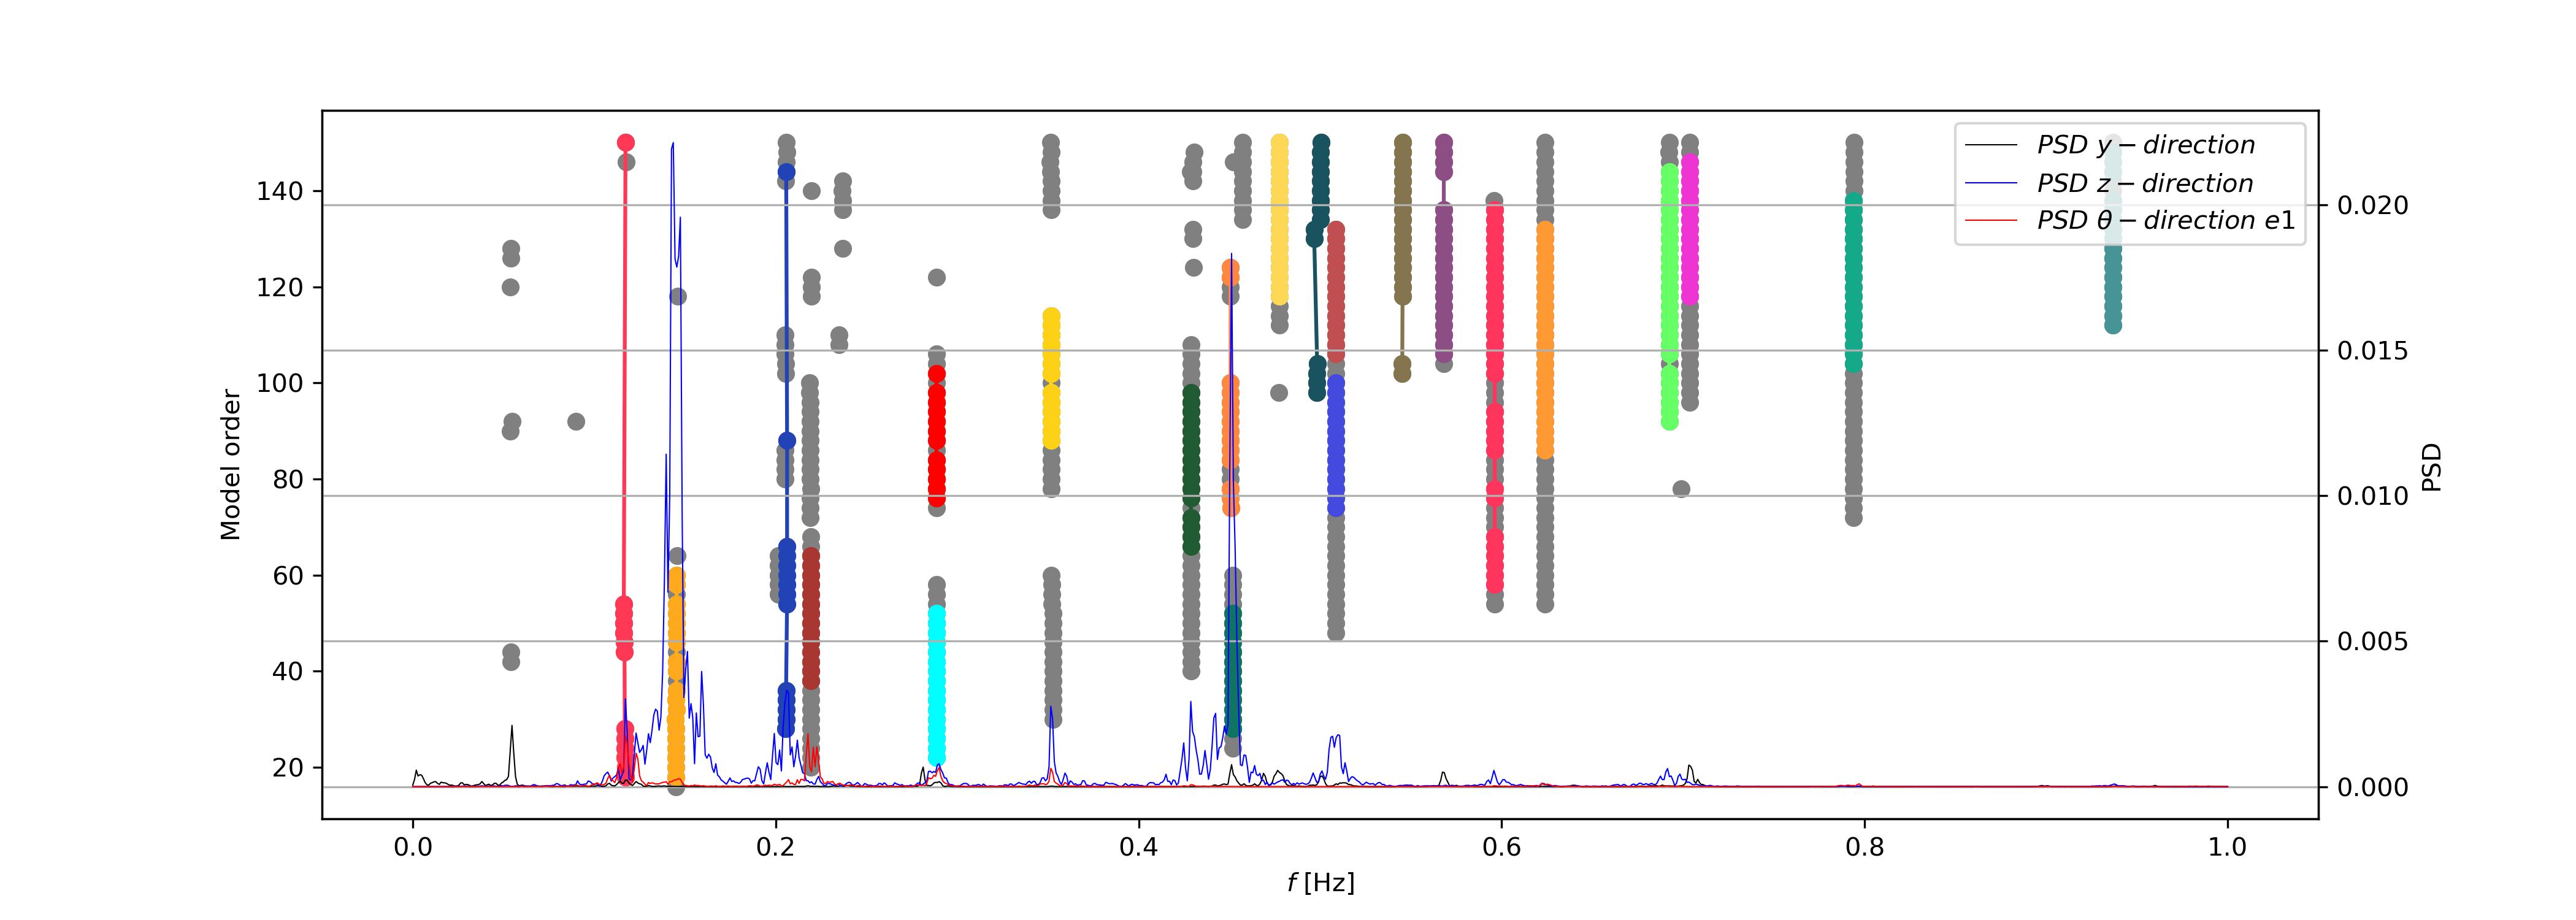 PSD y − direction
PSD z − direction
PSD θ − direction e1
140
120
100
80
60
40
20
Model order
0.020
0.015
0.010
0.005
0.000
PSD
0.0 0.2 0.4 0.6 0.8 1.0
f [Hz]